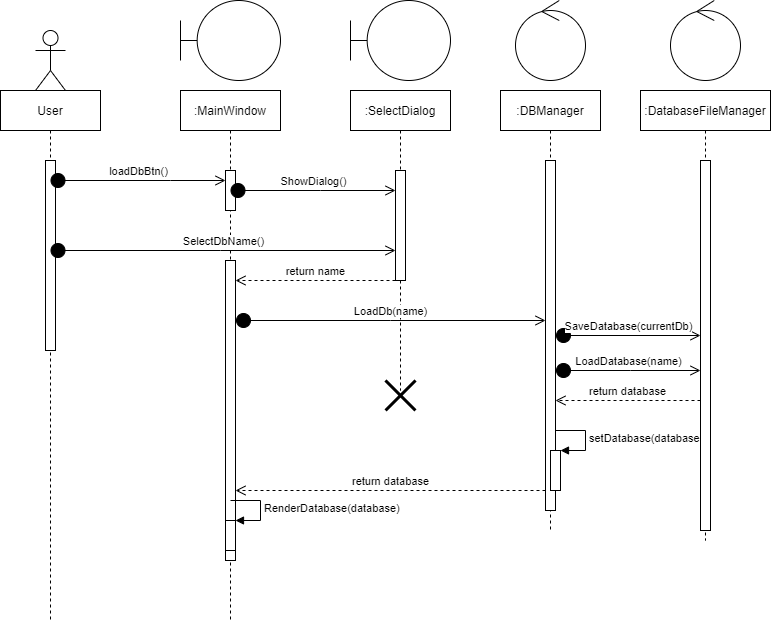 User
:MainWindow
:SelectDialog
:DBManager
:DatabaseFileManager
loadDbBtn()
ShowDialog()
SelectDbName()
return name
LoadDb(name)
SaveDatabase(currentDb)
LoadDatabase(name)
return database
setDatabase(database
return database
RenderDatabase(database)